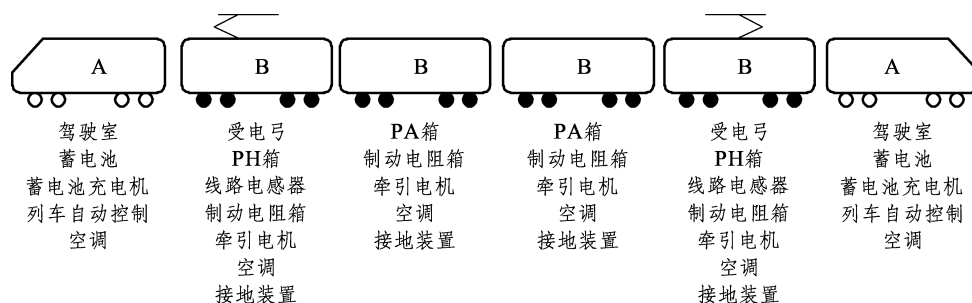 A B B B B A
驾驶室 受电弓 PA箱 PA箱 受电弓 驾驶室
蓄电池 PH箱 制动电阻箱 制动电阻箱 PH箱 蓄电池
蓄电池充电机 线路电感器 牵引电机 牵引电机 线路电感器 蓄电池充电机
列车自动控制 制动电阻箱 空调 空调 制动电阻箱 列车自动控制
空调 牵引电机 接地装置 接地装置 牵引电机 空调
空调 空调
接地装置 接地装置